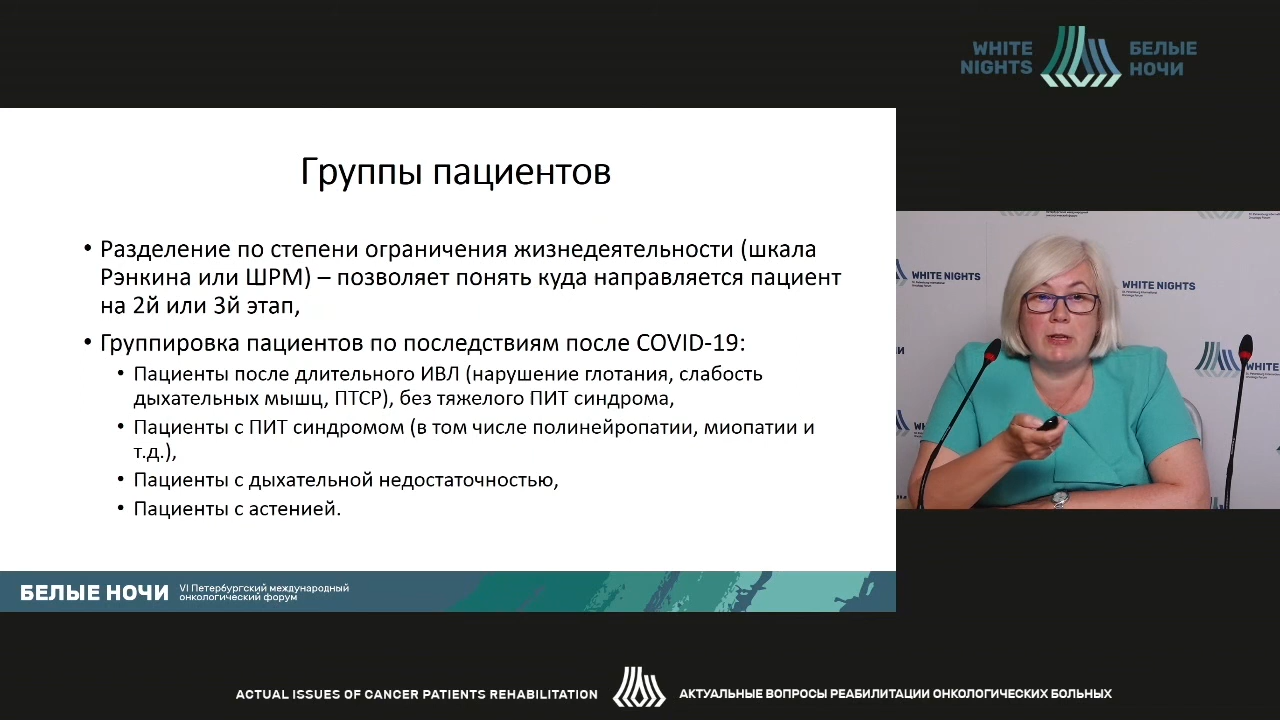 WHITE
NIGHTS
БЕЛЫЕ
НОЧИ
Группы пациентов
• Разделение по степени ограничения жизнедеятельности (шкала
Рэнкина или ШРМ) – позволяет понять куда направляется пациент
на 2й или 3й этап,
• Группировка пациентов по последствиям после COVID-19:
• Пациенты после длительного ИВЛ (нарушение глотания, слабость
дыхательных мышц, ПТСР), без тяжелого ПИТ синдрома,
• Пациенты с ПИТ синдромом (в том числе полинейропатии, миопатии и
т.д.),
• Пациенты с дыхательной недостаточностью,
• Пациенты с астенией.
WHITE NIGHTS
WHITE NIGHTS
WHITE NIGHTS
БЕЛЫЕ НОЧИ
VI Петербургский международный
онкологический форум
ACTUAL ISSUES OF CANCER PATIENTS REHABILITATION
АКТУАЛЬНЫЕ ВОПРОСЫ РЕАБИЛИТАЦИИ ОНКОЛОГИЧЕСКИХ БОЛЬНЫХ